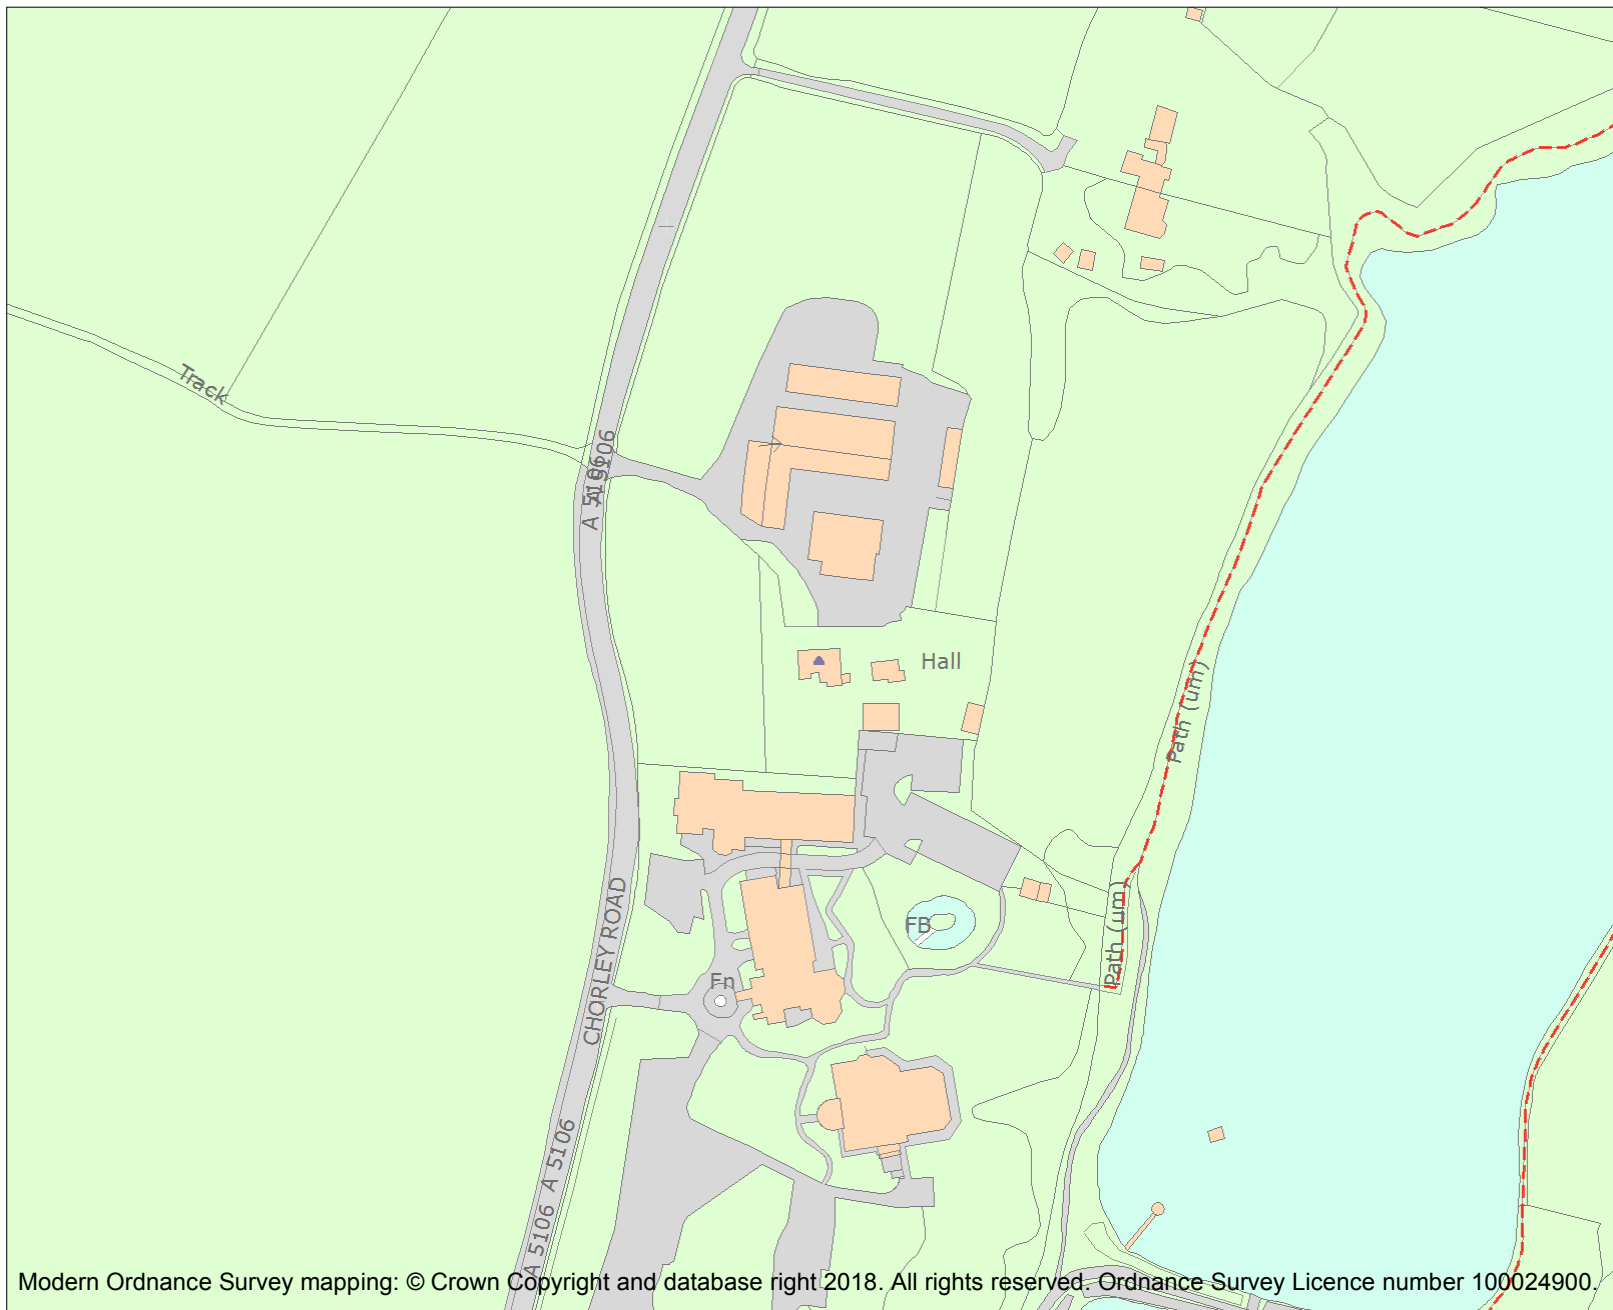 Track
A 5106
A 5106
Hall
Path (um)
CHORLEY ROAD
FB
Path (um)
Fn
A 5106
A 5106
Modern Ordnance Survey mapping: © Crown Copyright and database right 2018. All rights reserved. Ordnance Survey Licence number 100024900.